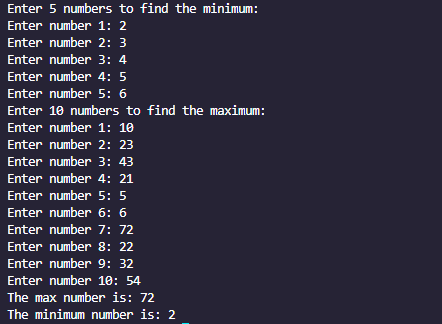 Enter 5 numbers to find the minimum:
Enter number 1: 2
Enter number 2: 3
Enter number 3: 4
Enter number 4: 5
Enter number 5: 6
Enter 10 numbers to find the maximum:
Enter number 1: 10
Enter number 2: 23
Enter number 3: 43
Enter number 4: 21
Enter number 5: 5
Enter number 6: 6
Enter number 7: 72
Enter number 8: 22
Enter number 9: 32
Enter number 10: 54
The max number is: 72
The minimum number is: 2